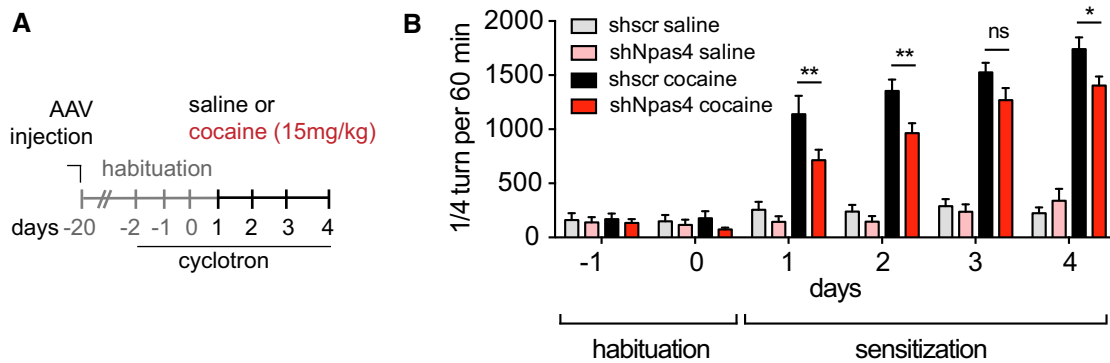 A
AAV
injection
saline or
cocaine (15mg/kg)
habituation
days -20 -2 -1 0 1 2 3 4
cyclotron
B
1/4 turn per 60 min
2000
1500
1000
500
0
shscr saline
shNpas4 saline
shscr cocaine
shNpas4 cocaine
** ** ns *
-1 0 1 2 3 4
days
habituation sensitization